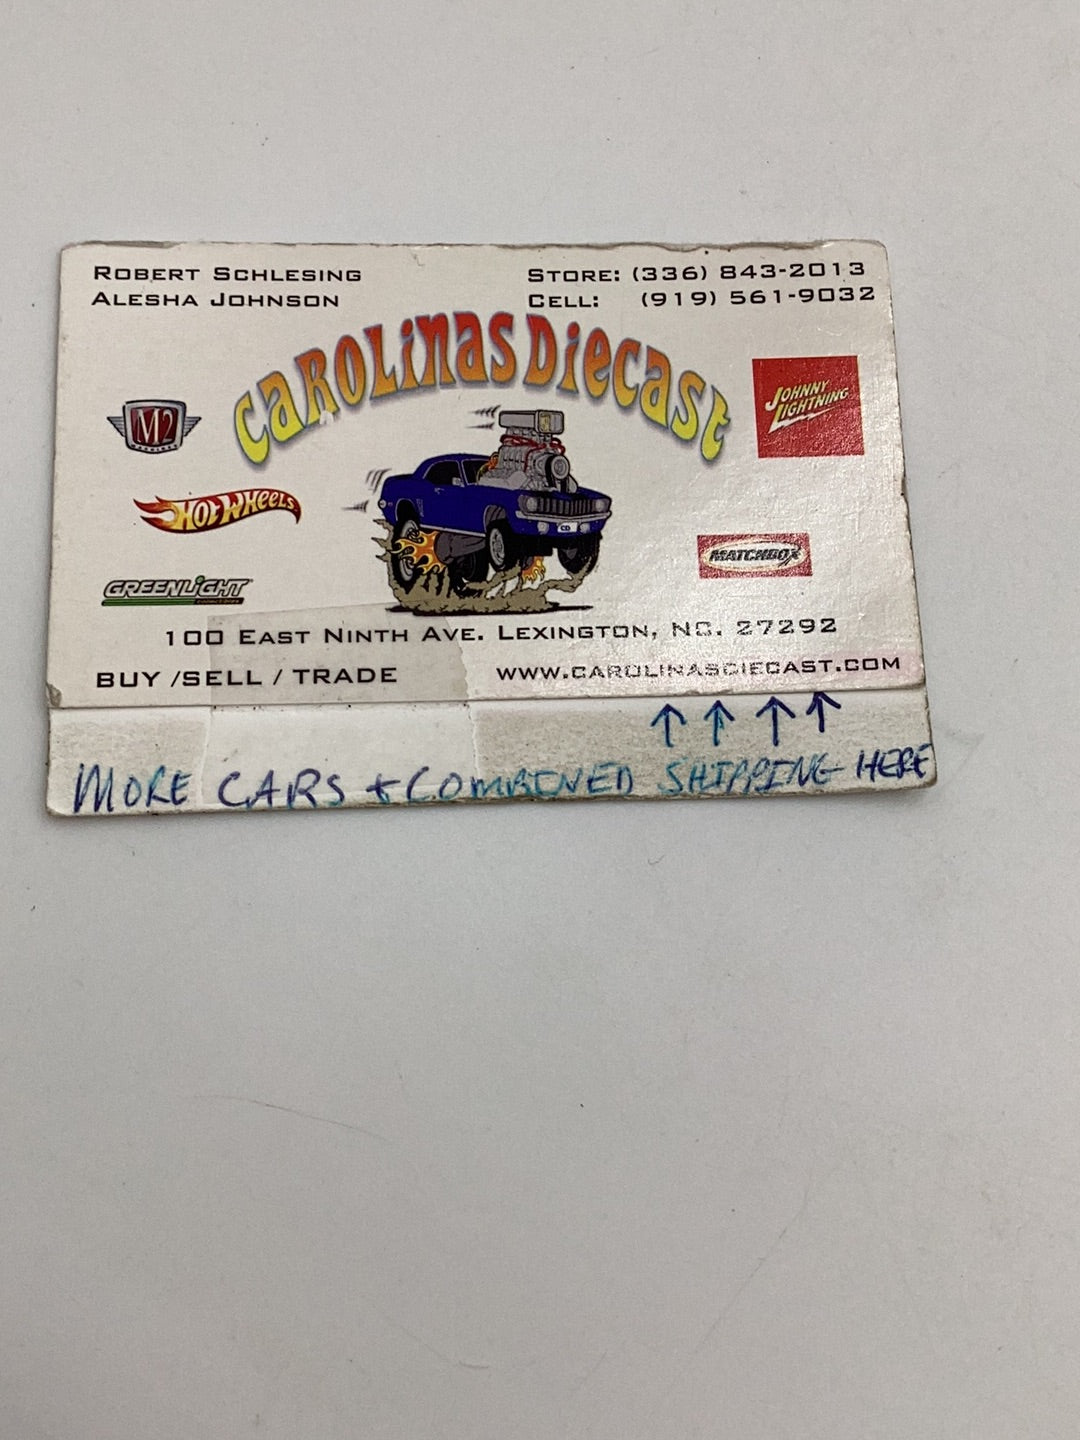 ROBERT SCHLESING
ALESHA JOHNSON
STORE: (336) 843-2013
CELL: (919) 561-9032
CAROLINAS DIECAST
M2
JOHNNY
LIGHTNING
HOT WHEELS
CD
MATCHBOX
GREENLIGHT
100 EAST NINTH AVE. LEXINGTON, NC. 27292
BUY /SELL / TRADE
WWW.CAROLINASDIECAST.COM
↑ ↑ ↑ ↑
MORE CARS + COMBINED SHIPPING HERE